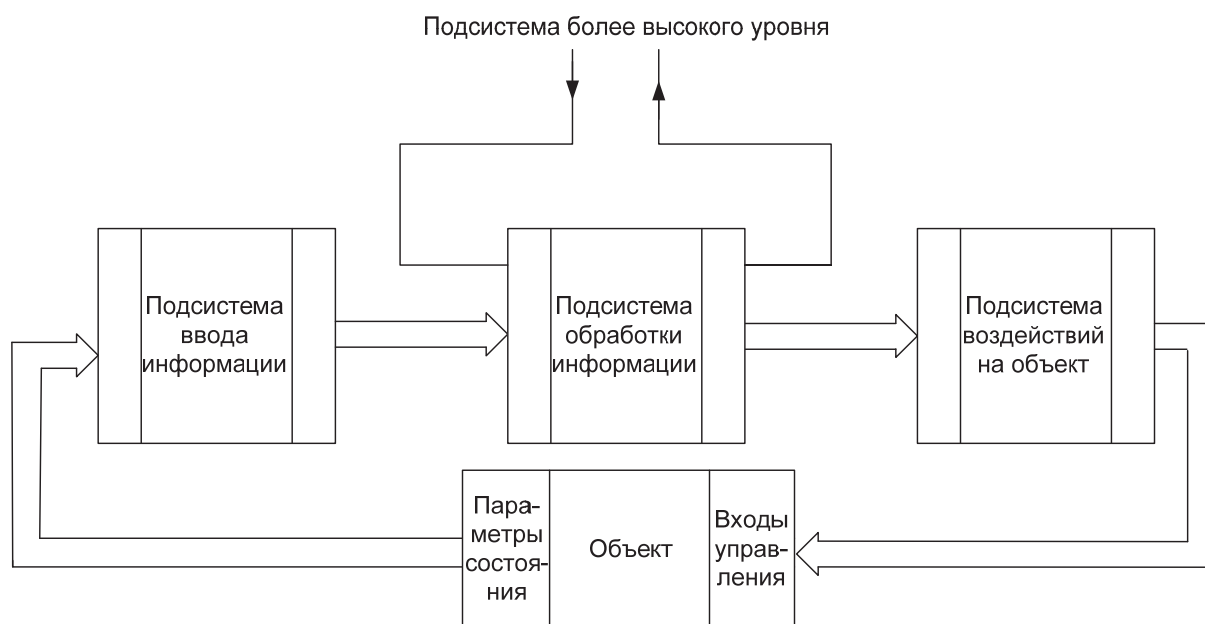 Подсистема более высокого уровня
Подсистема
ввода
информации
Подсистема
обработки
информации
Подсистема
воздействий
на объект
Пара-
метры
состоя-
ния
Объект
Входы
управ-
ления